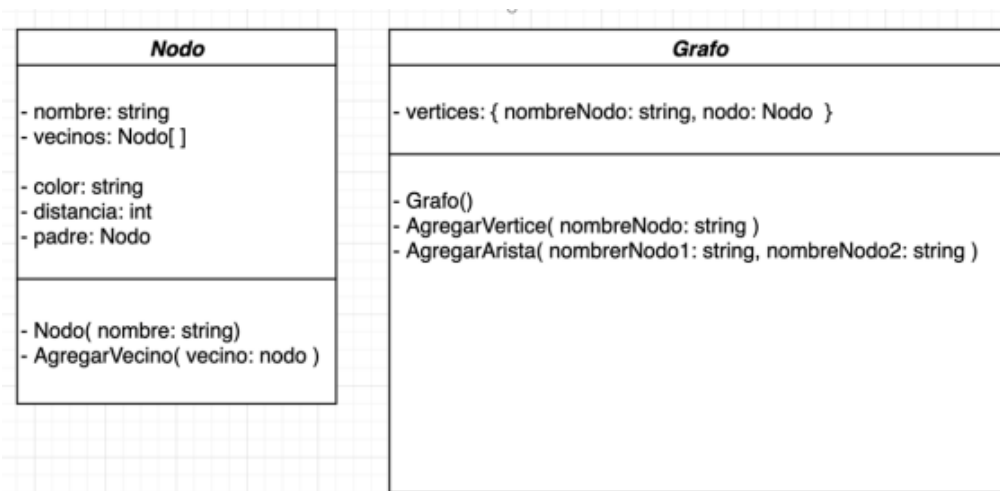 Nodo
- nombre: string
- vecinos: Nodo[ ]
- color: string
- distancia: int
- padre: Nodo
- Nodo( nombre: string)
- AgregarVecino( vecino: nodo )
Grafo
- vertices: { nombreNodo: string, nodo: Nodo }
- Grafo()
- AgregarVertice( nombreNodo: string )
- AgregarArista( nombrerNodo1: string, nombreNodo2: string )